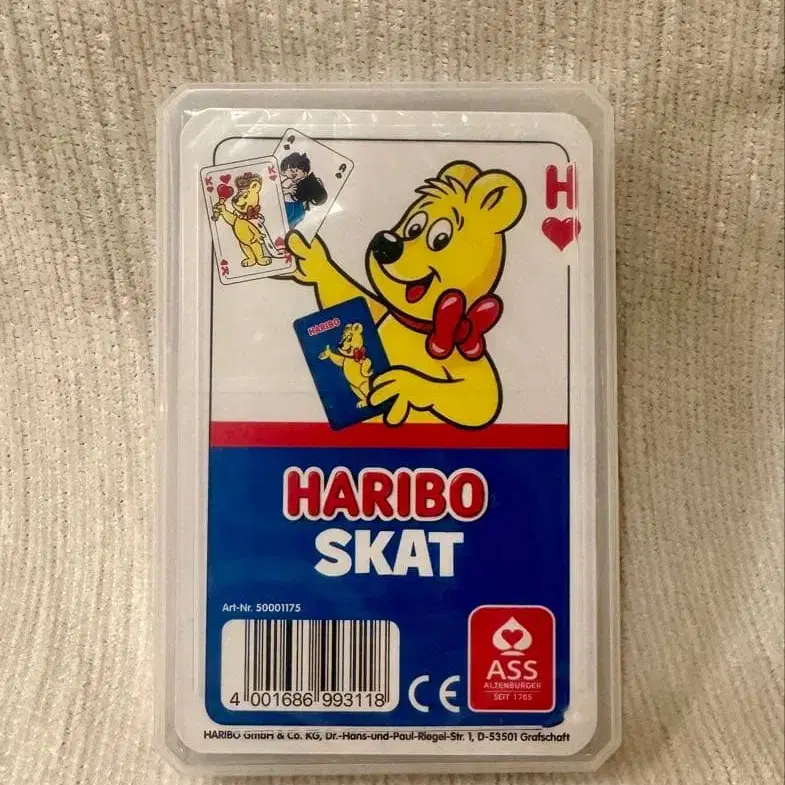 H
K
K
HARIBO
HARIBO
SKAT
Art-Nr. 50001175
4 001686 993118
CE
ASS
ALTENBURGER
SEIT 1765
HARIBO GmbH & Co. KG, Dr.-Hans-und-Paul-Riegel-Str. 1, D-53501 Grafschaft